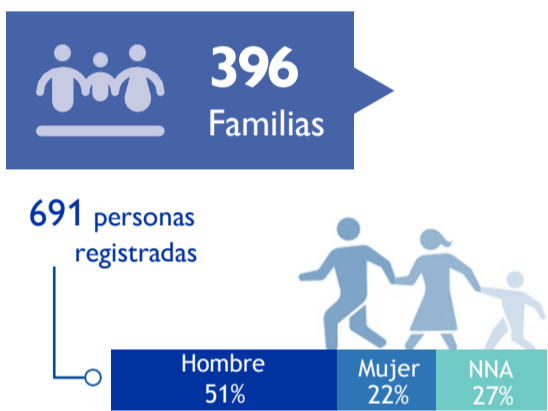 396
Familias
691 personas
registradas
Hombre
51%
Mujer
22%
NNA
27%